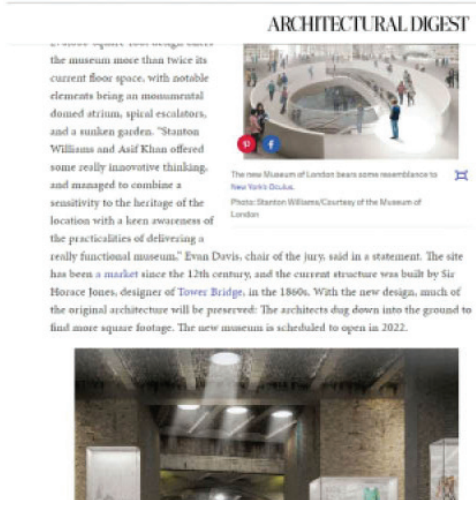 ARCHITECTURAL DIGEST
the museum more than twice its
current floor space, with notable
elements being an monumental
domed atrium, spiral escalators,
and a sunken garden. "Stanton
Williams and Asif Khan offered
some really innovative thinking,
and managed to combine a
sensitivity to the heritage of the
location with a keen awareness of
the practicalities of delivering a
really functional museum," Evan Davis, chair of the jury, said in a statement. The site
has been a market since the 12th century, and the current structure was built by Sir
Horace Jones, designer of Tower Bridge, in the 1860s. With the new design, much of
the original architecture will be preserved: The architects dug down into the ground to
find more square footage. The new museum is scheduled to open in 2022.
The new Museum of London bears some resemblance to
New York's Oculus.
Photo: Stanton Williams/Courtesy of the Museum of
London